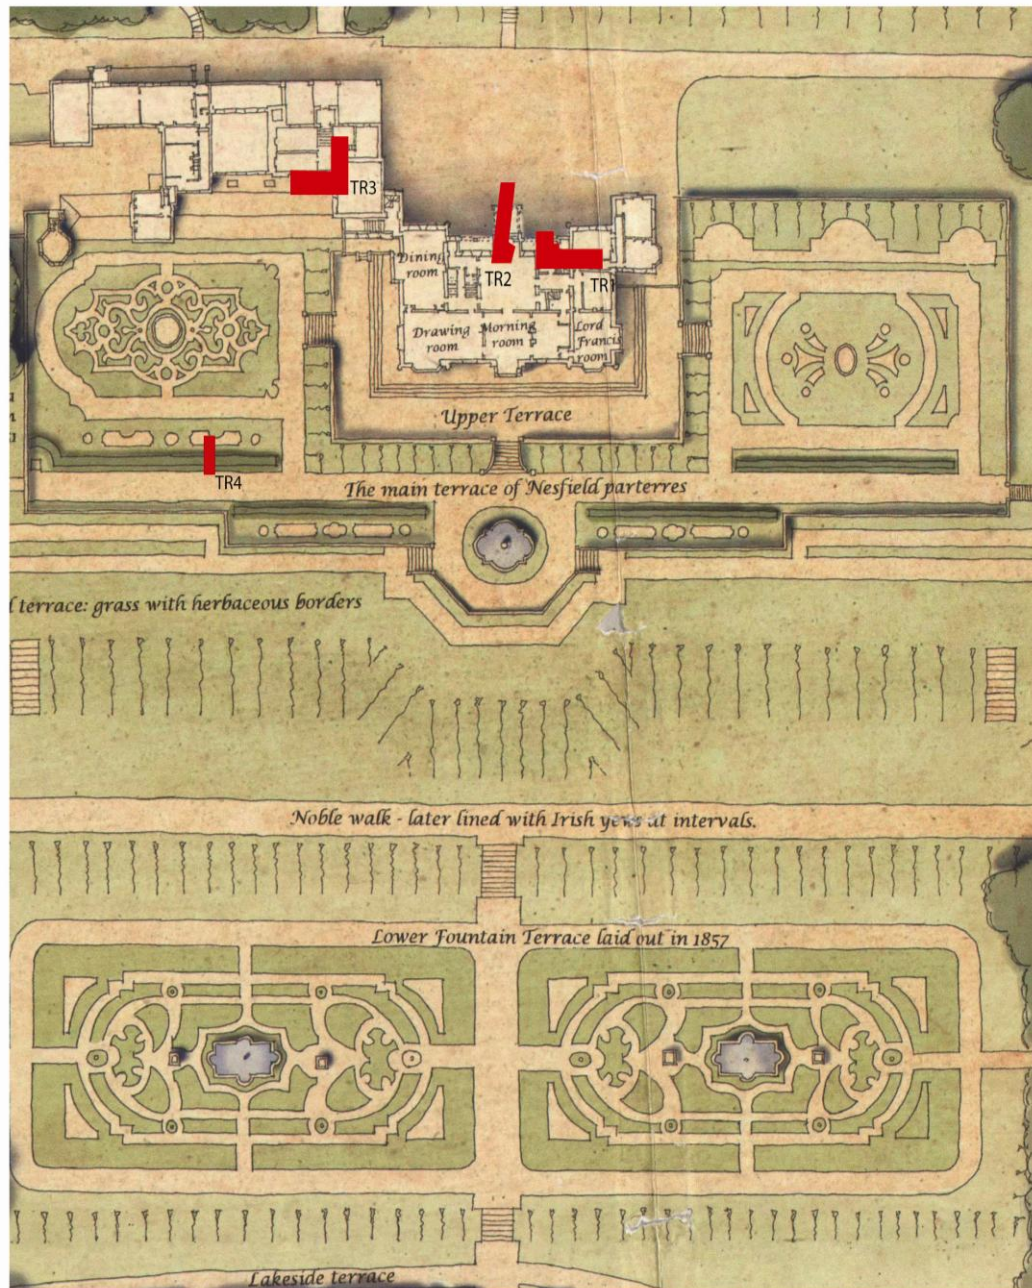 TR3
Dining
room
TR2
TR1
Drawing
room
Morning
room
Lord
Francis
room
Upper Terrace
TR4
The main terrace of Nesfield parterres
terrace: grass with herbaceous borders
Noble walk - later lined with Irish yews at intervals.
Lower Fountain Terrace laid out in 1857
Lakeside terrace